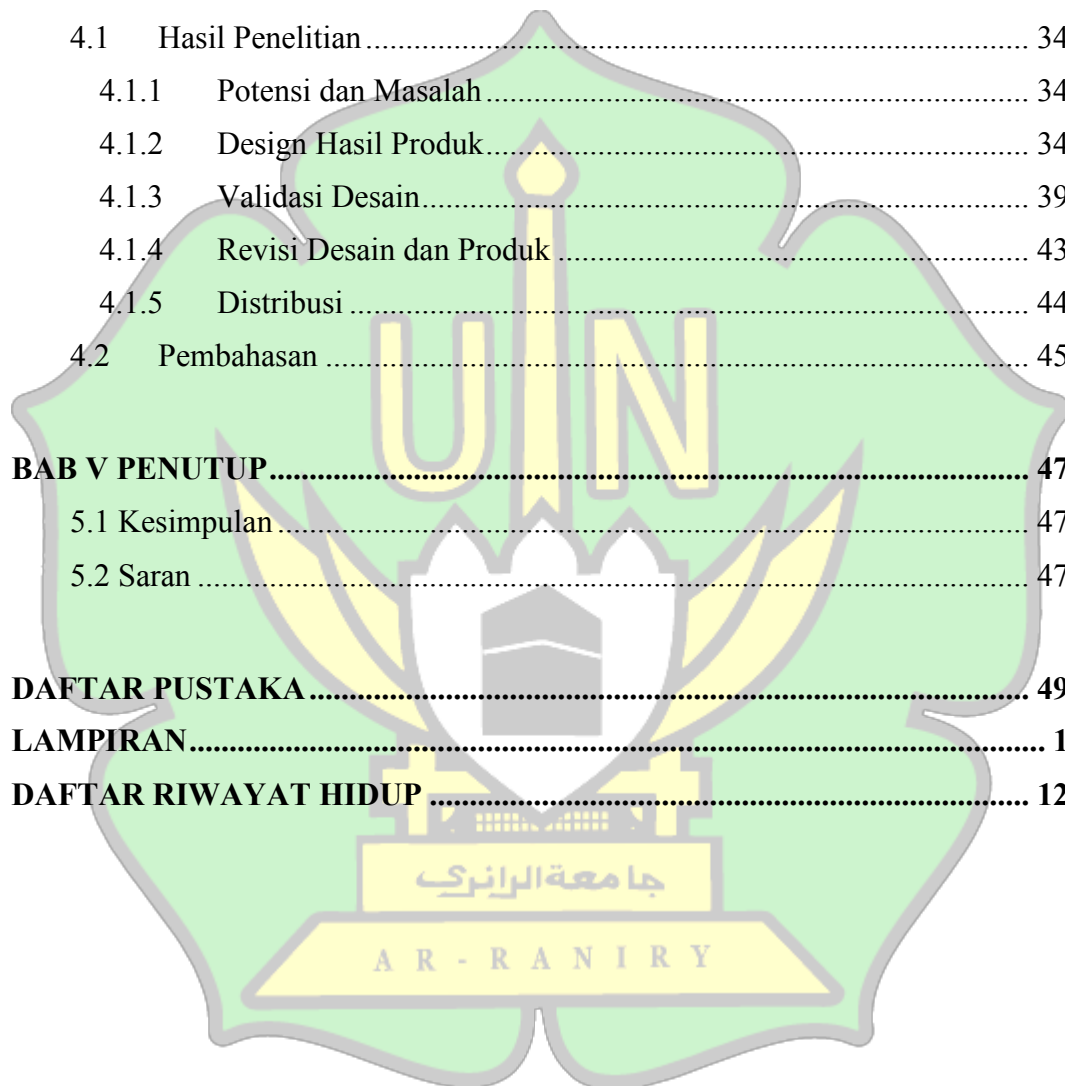 4.1 Hasil Penelitian........................................................................................ 34
4.1.1 Potensi dan Masalah........................................................................ 34
4.1.2 Design Hasil Produk........................................................................ 34
4.1.3 Validasi Desain................................................................................. 39
4.1.4 Revisi Desain dan Produk ............................................................... 43
4.1.5 Distribusi .......................................................................................... 44
4.2 Pembahasan ............................................................................................. 45
UIN
BAB V PENUTUP..................................................................................................... 47
5.1 Kesimpulan.................................................................................................... 47
5.2 Saran .............................................................................................................. 47
DAFTAR PUSTAKA................................................................................................ 49
LAMPIRAN................................................................................................................. 1
DAFTAR RIWAYAT HIDUP ................................................................................. 12
جامعةالرانري
AR-RANIRY